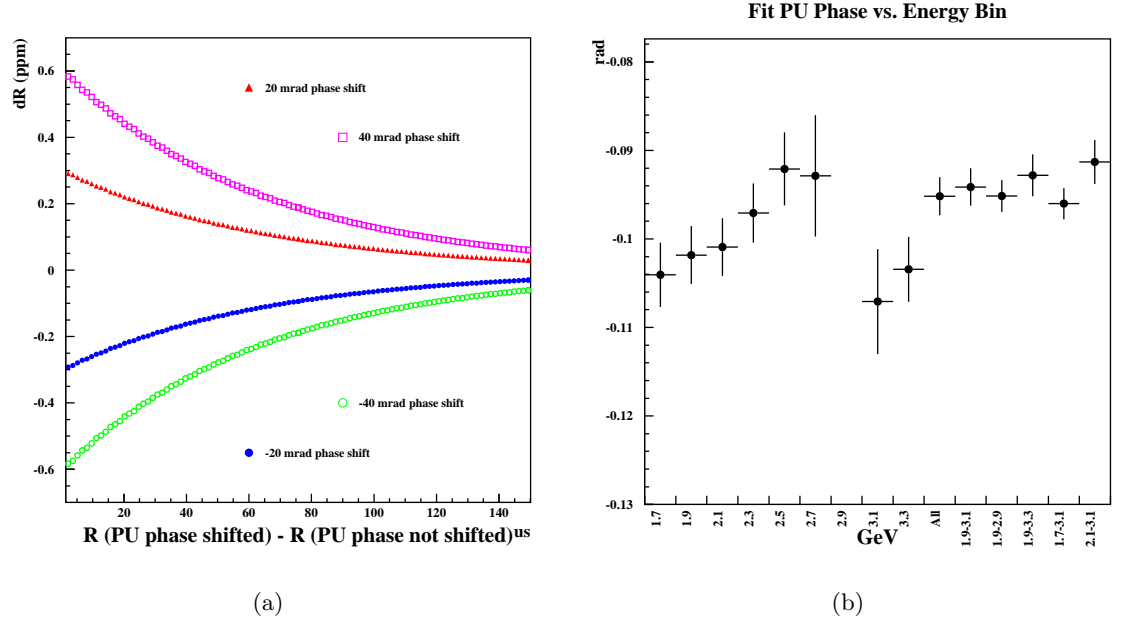 dR (ppm)
0.6
0.4
0.2
0
-0.2
-0.4
-0.6
20 mrad phase shift
40 mrad phase shift
-40 mrad phase shift
-20 mrad phase shift
20 40 60 80 100 120 140
R (PU phase shifted) - R (PU phase not shifted)us
(a)
Fit PU Phase vs. Energy Bin
rad
-0.08
-0.09
-0.1
-0.11
-0.12
-0.13
1.7
1.9
2.1
2.3
2.5
2.7
2.9
3.1
3.3
All
1.9-3.1
1.9-2.9
1.9-3.3
1.7-3.1
2.1-3.1
GeV
(b)